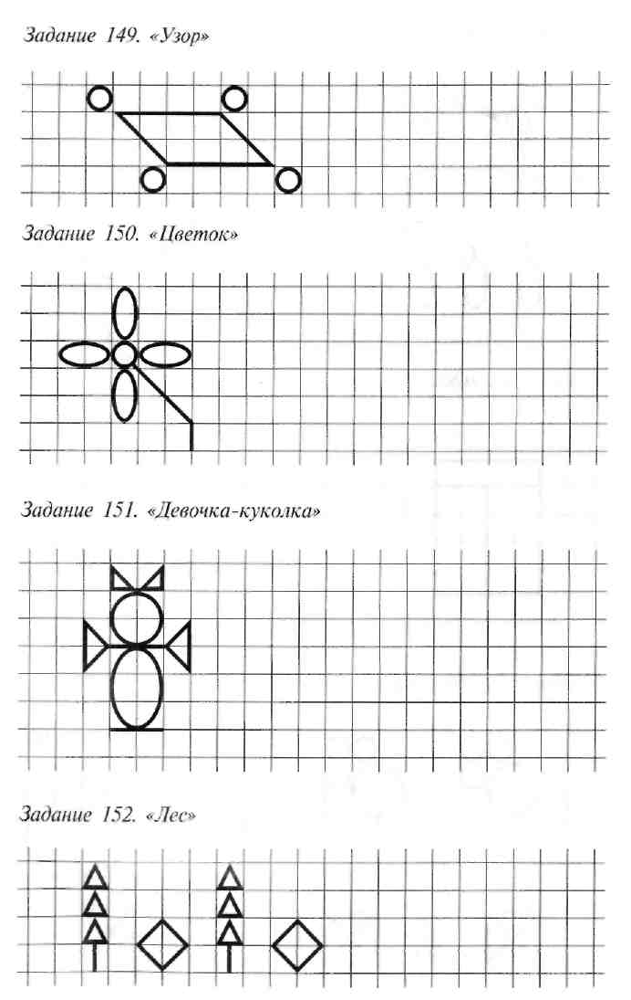 Задание 149. «Узор»
Задание 150. «Цветок»
Задание 151. «Девочка-куколка»
Задание 152. «Лес»